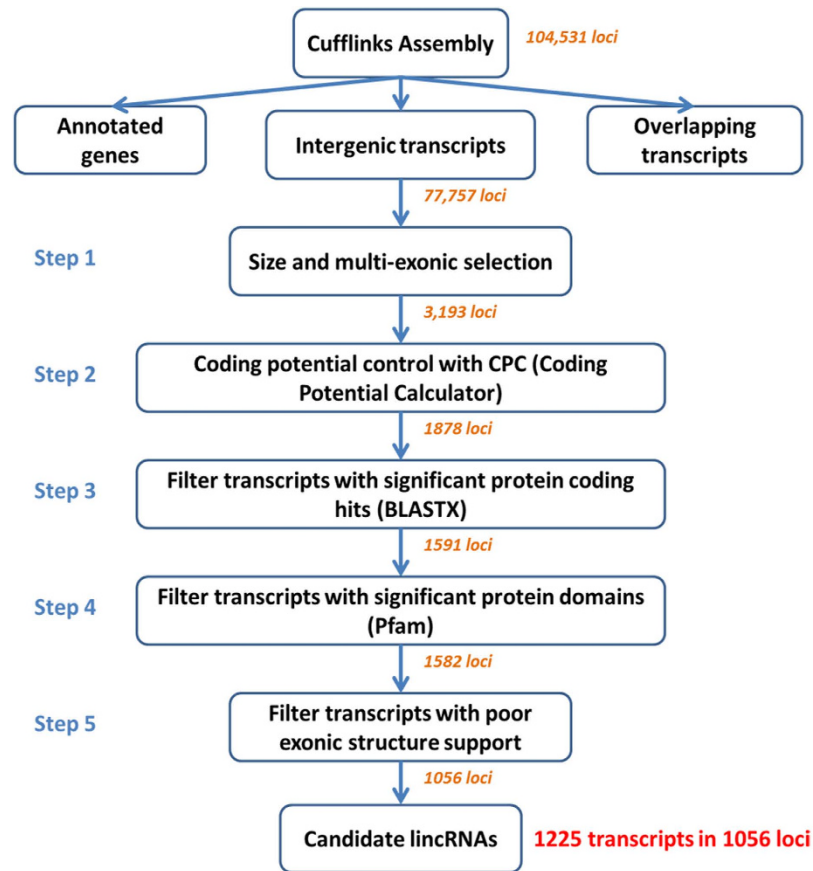 Cufflinks Assembly
104,531 loci
Annotated
genes
Intergenic transcripts
Overlapping
transcripts
77,757 loci
Step 1
Size and multi-exonic selection
3,193 loci
Step 2
Coding potential control with CPC (Coding
Potential Calculator)
1878 loci
Step 3
Filter transcripts with significant protein coding
hits (BLASTX)
1591 loci
Step 4
Filter transcripts with significant protein domains
(Pfam)
1582 loci
Step 5
Filter transcripts with poor
exonic structure support
1056 loci
Candidate lincRNAs
1225 transcripts in 1056 loci